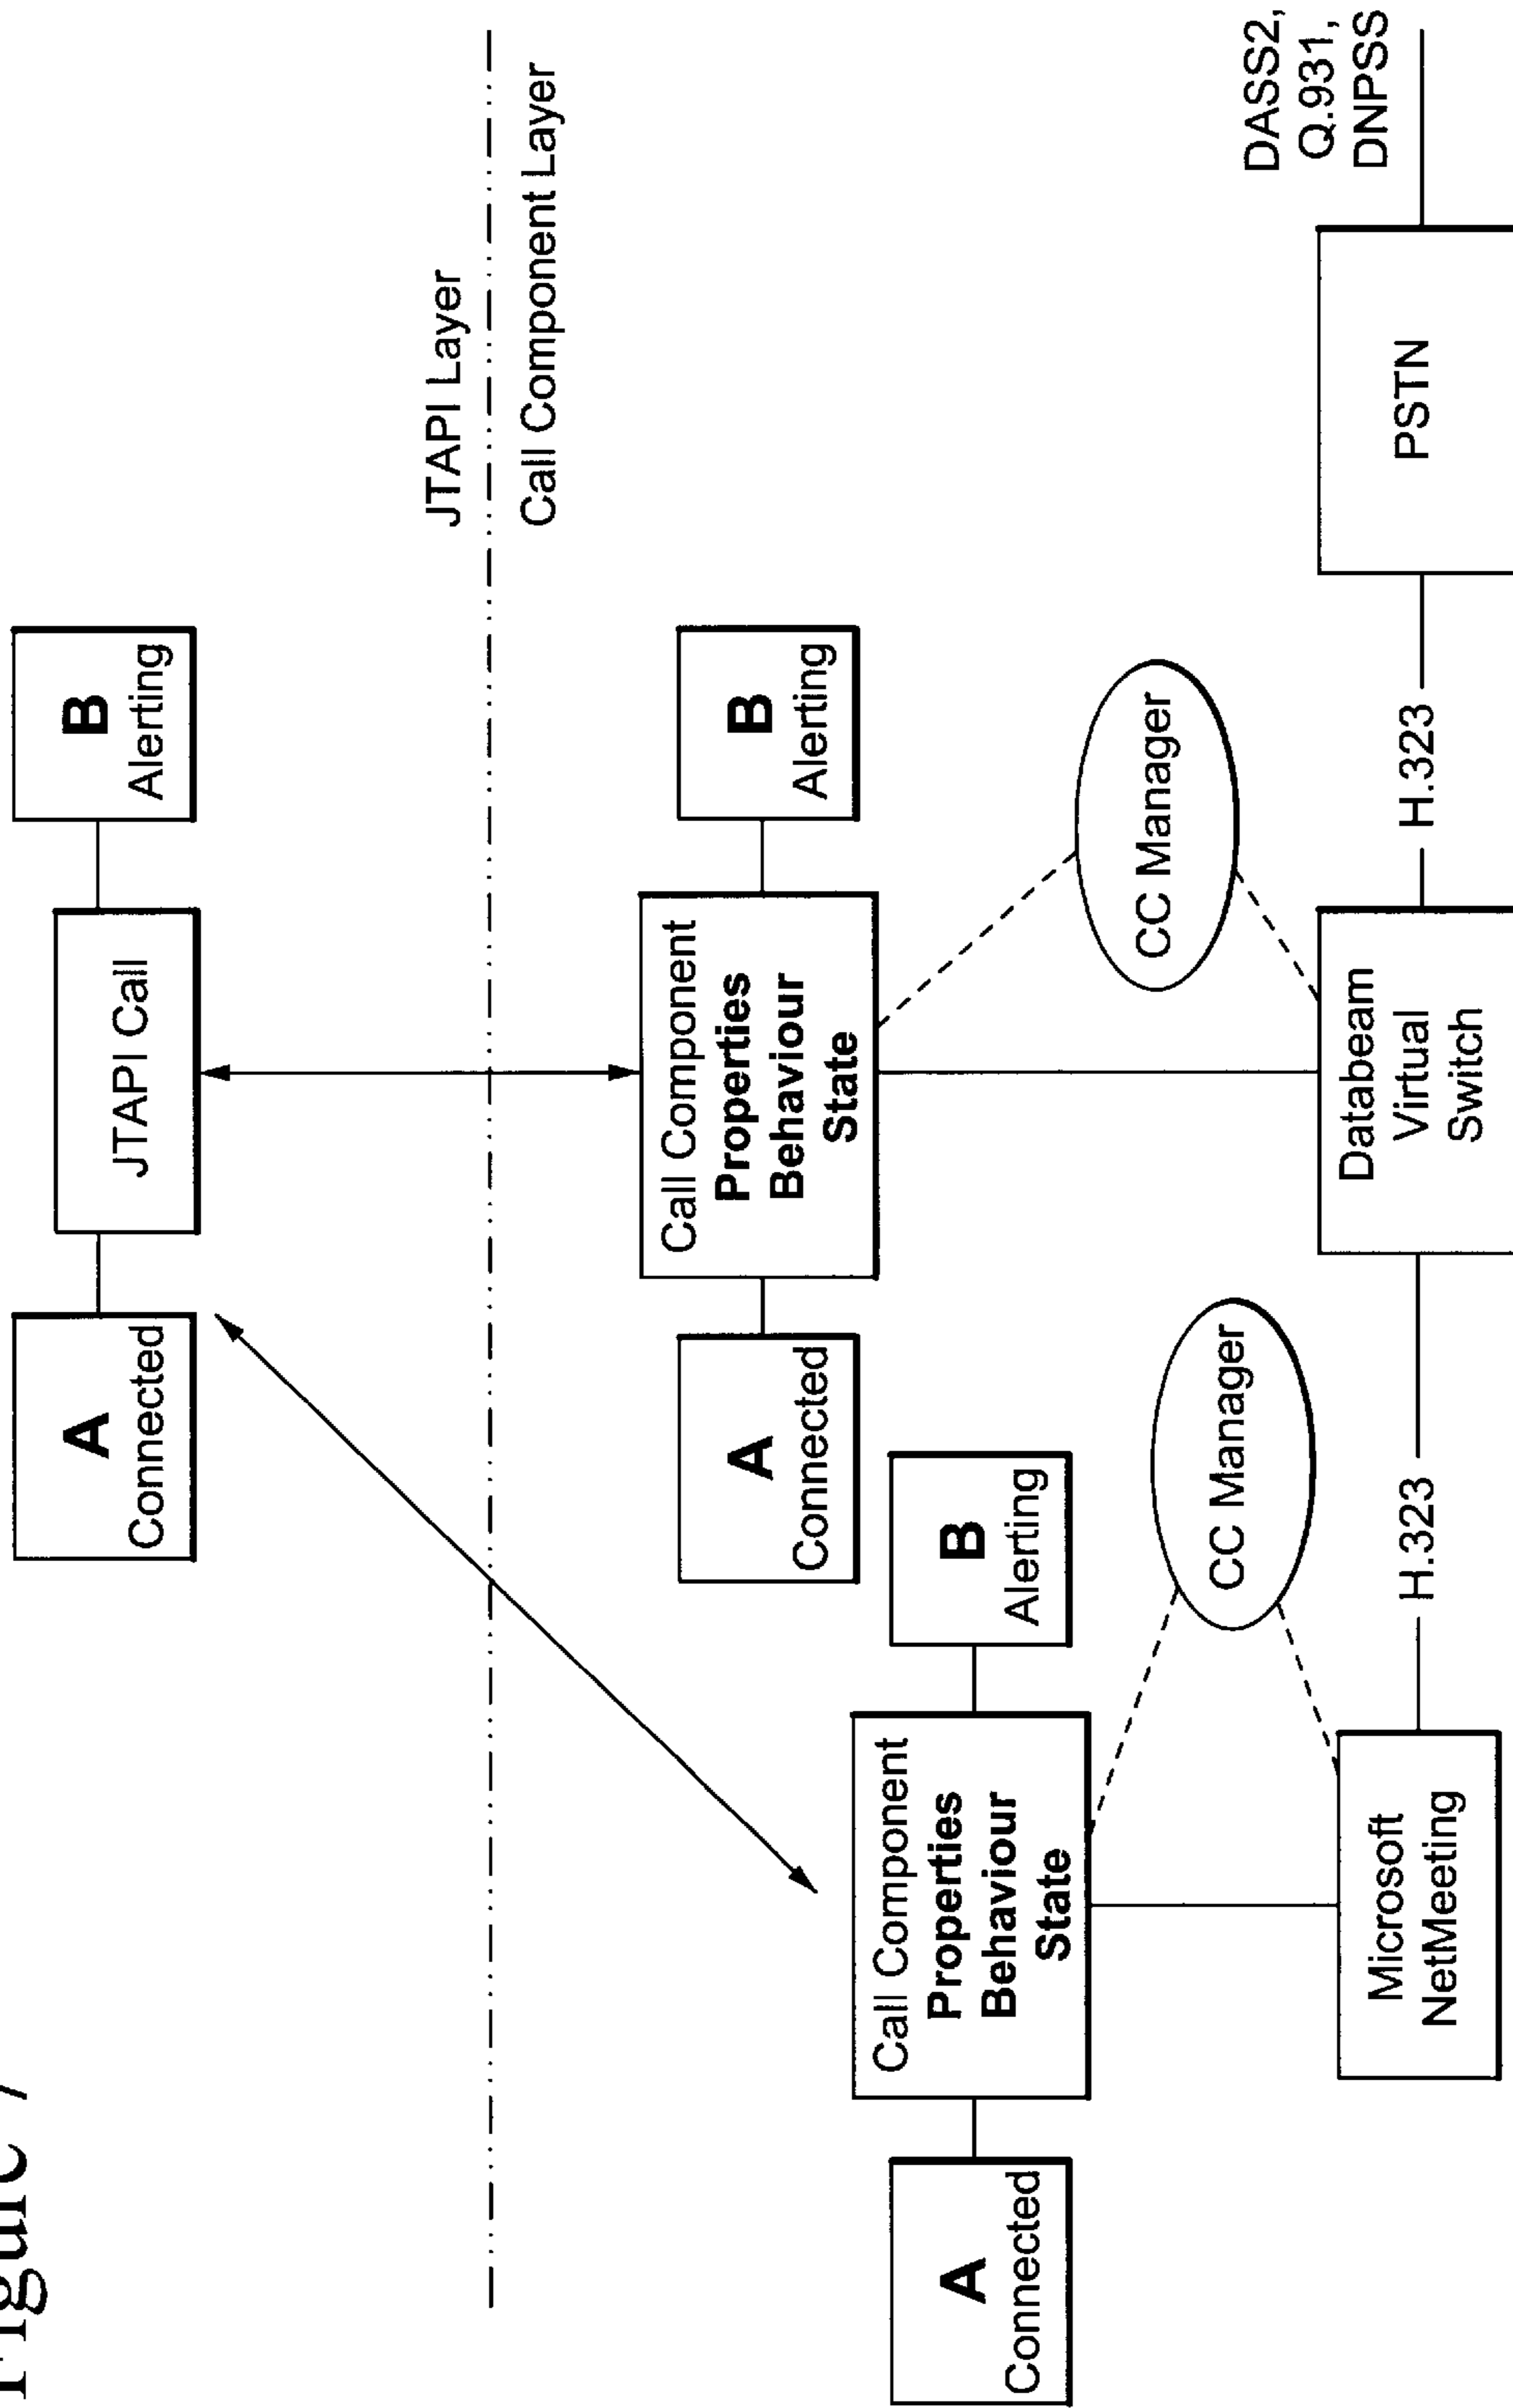 Figure 7
A
Connected
JTAPI Call
B
Alerting
JTAPI Layer
Call Component Layer
A
Connected
Call Component
Properties
Behaviour
State
B
Alerting
A
Connected
Call Component
Properties
Behaviour
State
B
Alerting
CC Manager
CC Manager
Microsoft
NetMeeting
H.323
Databeam
Virtual
Switch
H.323
PSTN
DASS2,
Q.931,
DNPSS